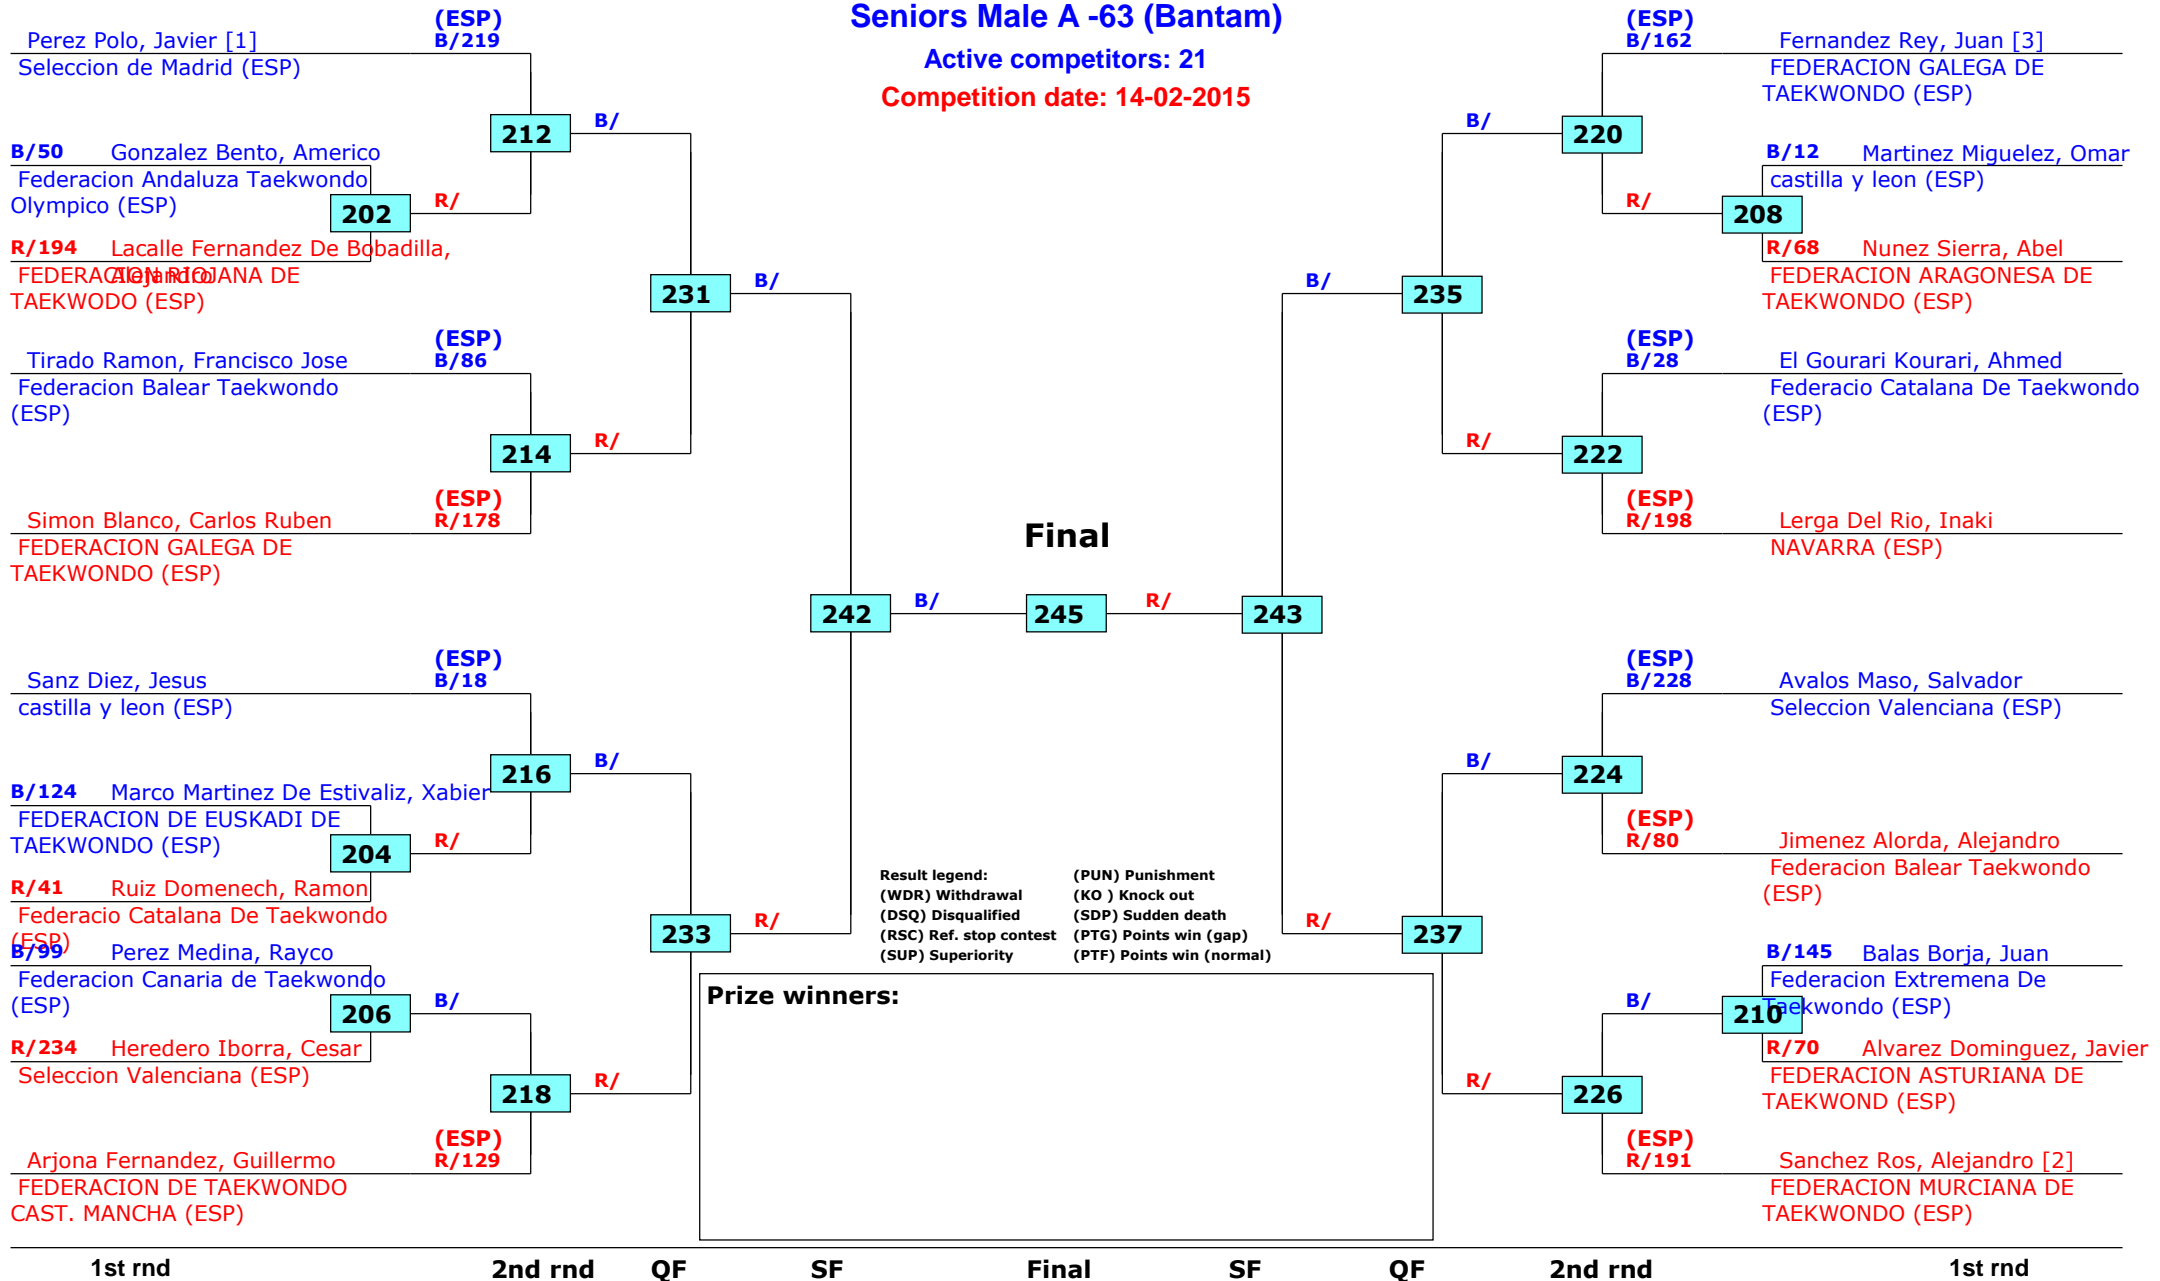 Seniors Male A -63 (Bantam)
Active competitors: 21
Competition date: 14-02-2015
(ESP)
Perez Polo, Javier [1] B/219
Seleccion de Madrid (ESP)
212
B/
B/50 Gonzalez Bento, Americo
Federacion Andaluza Taekwondo
Olympico (ESP)
202
R/
R/194 Lacalle Fernandez De Bobadilla,
Alejandro
FEDERACION RIOJANA DE
TAEKWODO (ESP)
231
B/
(ESP)
Tirado Ramon, Francisco Jose B/86
Federacion Balear Taekwondo
(ESP)
214
R/
(ESP)
Simon Blanco, Carlos Ruben R/178
FEDERACION GALEGA DE
TAEKWONDO (ESP)
242
B/
(ESP)
Sanz Diez, Jesus B/18
castilla y leon (ESP)
216
B/
B/124 Marco Martinez De Estivaliz, Xabier
FEDERACION DE EUSKADI DE
TAEKWONDO (ESP)
204
R/
R/41 Ruiz Domenech, Ramon
Federacio Catalana De Taekwondo
(ESP)
233
R/
B/99 Perez Medina, Rayco
Federacion Canaria de Taekwondo
(ESP)
206
B/
R/234 Heredero Iborra, Cesar
Seleccion Valenciana (ESP)
218
R/
(ESP)
Arjona Fernandez, Guillermo R/129
FEDERACION DE TAEKWONDO
CAST. MANCHA (ESP)
Final
245
R/
243
(ESP)
B/162 Fernandez Rey, Juan [3]
FEDERACION GALEGA DE
TAEKWONDO (ESP)
B/
220
B/12 Martinez Miguelez, Omar
castilla y leon (ESP)
R/
208
R/68 Nunez Sierra, Abel
FEDERACION ARAGONESA DE
TAEKWONDO (ESP)
B/
235
(ESP)
B/28 El Gourari Kourari, Ahmed
Federacio Catalana De Taekwondo
(ESP)
R/
222
(ESP)
R/198 Lerga Del Rio, Inaki
NAVARRA (ESP)
(ESP)
B/228 Avalos Maso, Salvador
Seleccion Valenciana (ESP)
B/
224
(ESP)
R/80 Jimenez Alorda, Alejandro
Federacion Balear Taekwondo
(ESP)
R/
237
B/145 Balas Borja, Juan
Federacion Extremena De
Taekwondo (ESP)
B/
210
R/70 Alvarez Dominguez, Javier
FEDERACION ASTURIANA DE
TAEKWOND (ESP)
R/
226
(ESP)
R/191 Sanchez Ros, Alejandro [2]
FEDERACION MURCIANA DE
TAEKWONDO (ESP)
Result legend: (PUN) Punishment
(WDR) Withdrawal (KO ) Knock out
(DSQ) Disqualified (SDP) Sudden death
(RSC) Ref. stop contest (PTG) Points win (gap)
(SUP) Superiority (PTF) Points win (normal)
Prize winners:
1st rnd 2nd rnd QF SF Final SF QF 2nd rnd 1st rnd